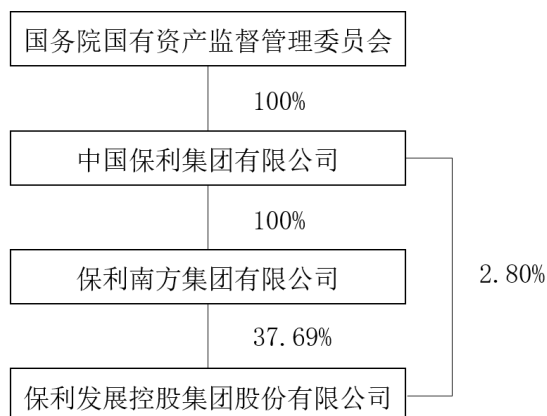 国务院国有资产监督管理委员会
100%
中国保利集团有限公司
100%
保利南方集团有限公司
2.80%
37.69%
保利发展控股集团股份有限公司